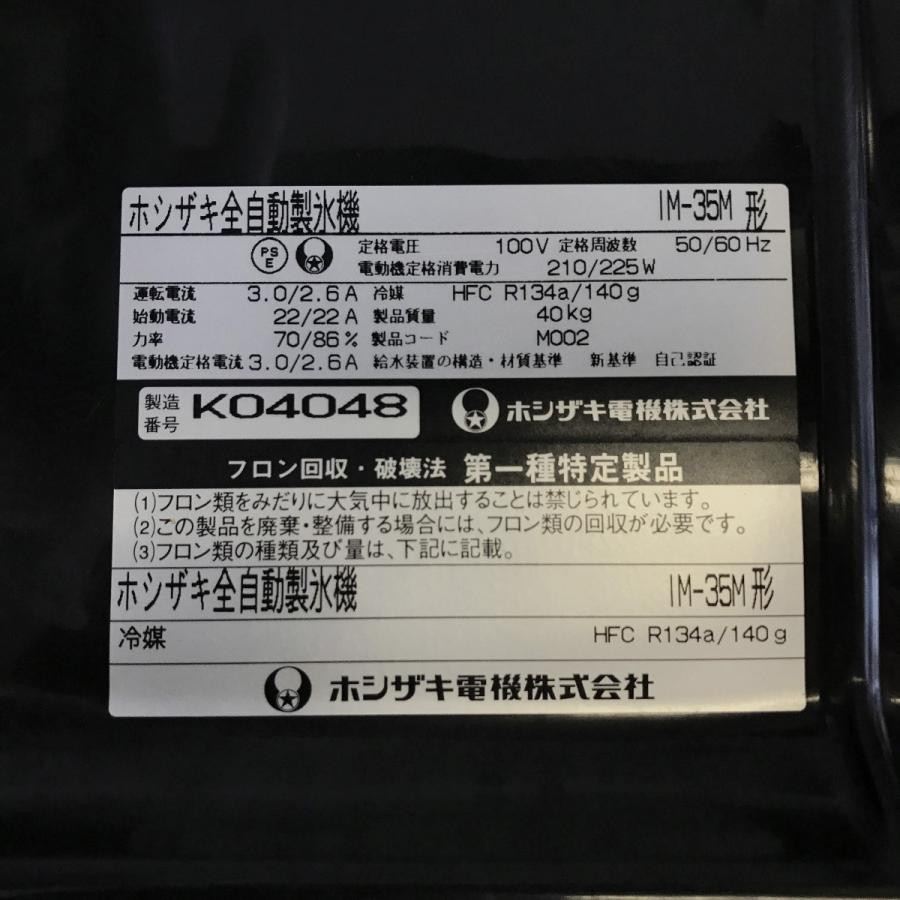 ホシザキ全自動製氷機 IM-35M 形
PS E 定格電圧 100V 定格周波数 50/60Hz
電動機定格消費電力 210/225W
運転電流 3.0/2.6A 冷媒 HFC R134a/140g
始動電流 22/22A 製品質量 40kg
力率 70/86% 製品コード M002
電動機定格電流 3.0/2.6A 給水装置の構造・材質基準 新基準 自己認証
製造番号 K04048 ホシザキ電機株式会社
フロン回収・破壊法 第一種特定製品
(1)フロン類をみだりに大気中に放出することは禁じられています。
(2)この製品を廃棄・整備する場合には、フロン類の回収が必要です。
(3)フロン類の種類及び量は、下記に記載。
ホシザキ全自動製氷機 IM-35M 形
冷媒 HFC R134a/140g
ホシザキ電機株式会社